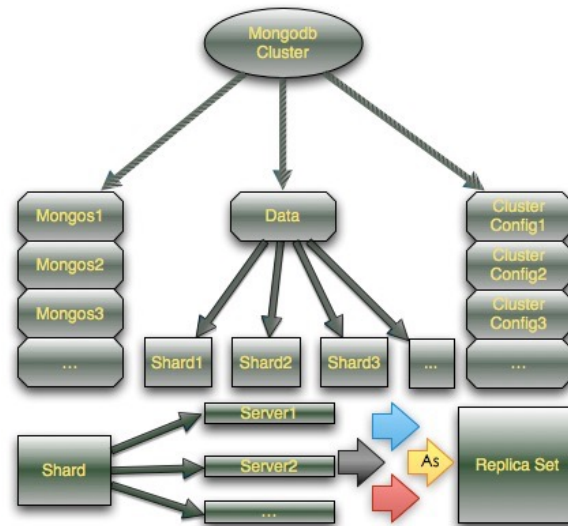 Mongodb
Cluster
Mongos1
Mongos2
Mongos3
...
Data
Shard1
Shard2
Shard3
...
Cluster
Config1
Cluster
Config2
Cluster
Config3
...
Shard
Server1
Server2
...
As
Replica Set